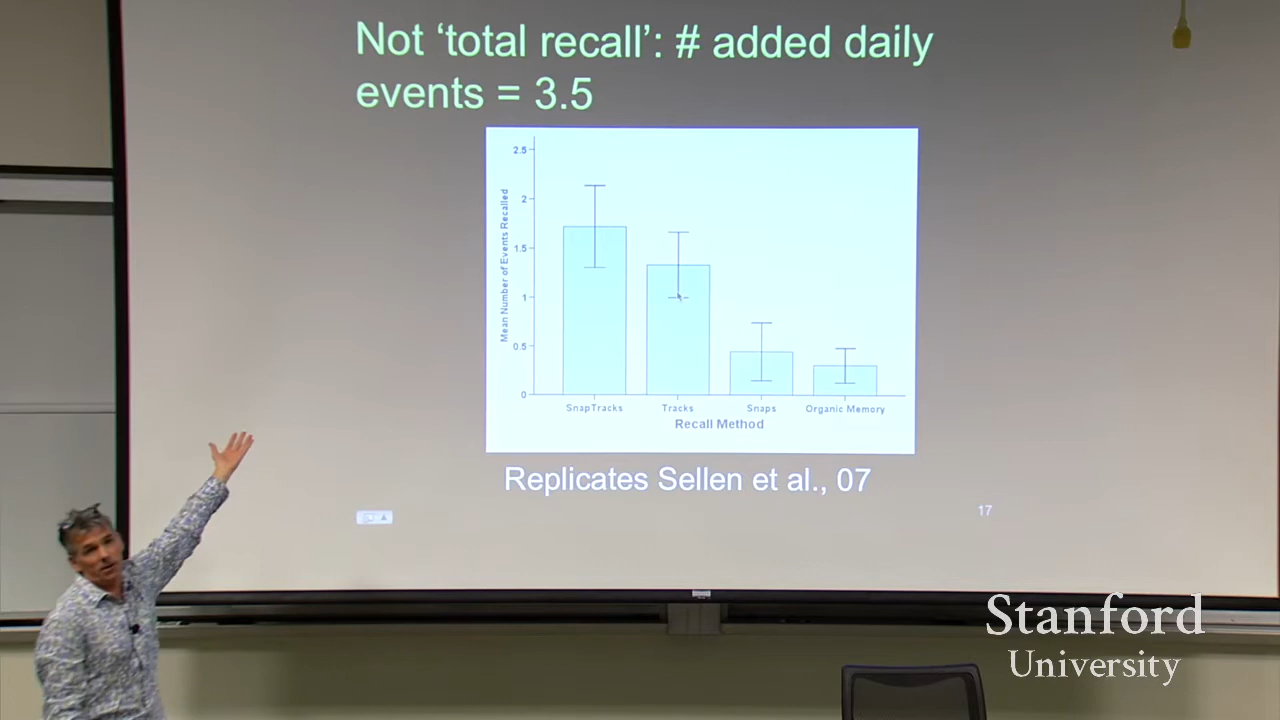 Not ‘total recall’: # added daily
events = 3.5
2.5
2
1.5
1
0.5
0
Mean Number of Events Recalled
SnapTracks Tracks Snaps Organic Memory
Recall Method
Replicates Sellen et al., 07
17
Stanford
University